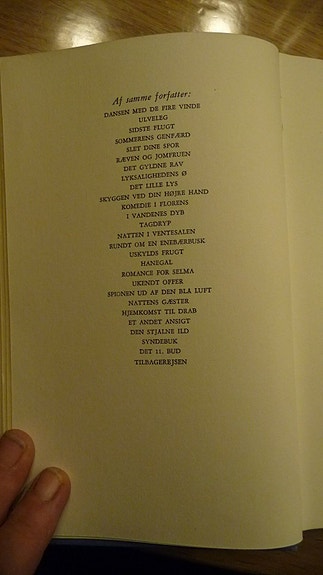 Af samme forfatter:
DANSEN MED DE FIRE VINDE
ULVELEG
SIDSTE FLUGT
SOMMERENS GENFÆRD
SLET DINE SPOR
RÆVEN OG JOMFRUEN
DET GYLDNE RAV
LYKSALIGHEDENS Ø
DET LILLE LYS
SKYGGEN VED DIN HØJRE HÅND
KOMEDIE I FLORENS
I VANDENES DYB
TAGDRYP
NATTEN I VENTESALEN
RUNDT OM EN ENEBÆRBUSK
USKYLDS FRUGT
HANEGAL
ROMANCE FOR SELMA
UKENDT OFFER
SPIONEN UD AF DEN BLÅ LUFT
NATTENS GÆSTER
HJEMKOMST TIL DRAB
ET ANDET ANSIGT
DEN STJÅLNE ILD
SYNDEBUK
DET 11. BUD
TILBAGEREJSEN